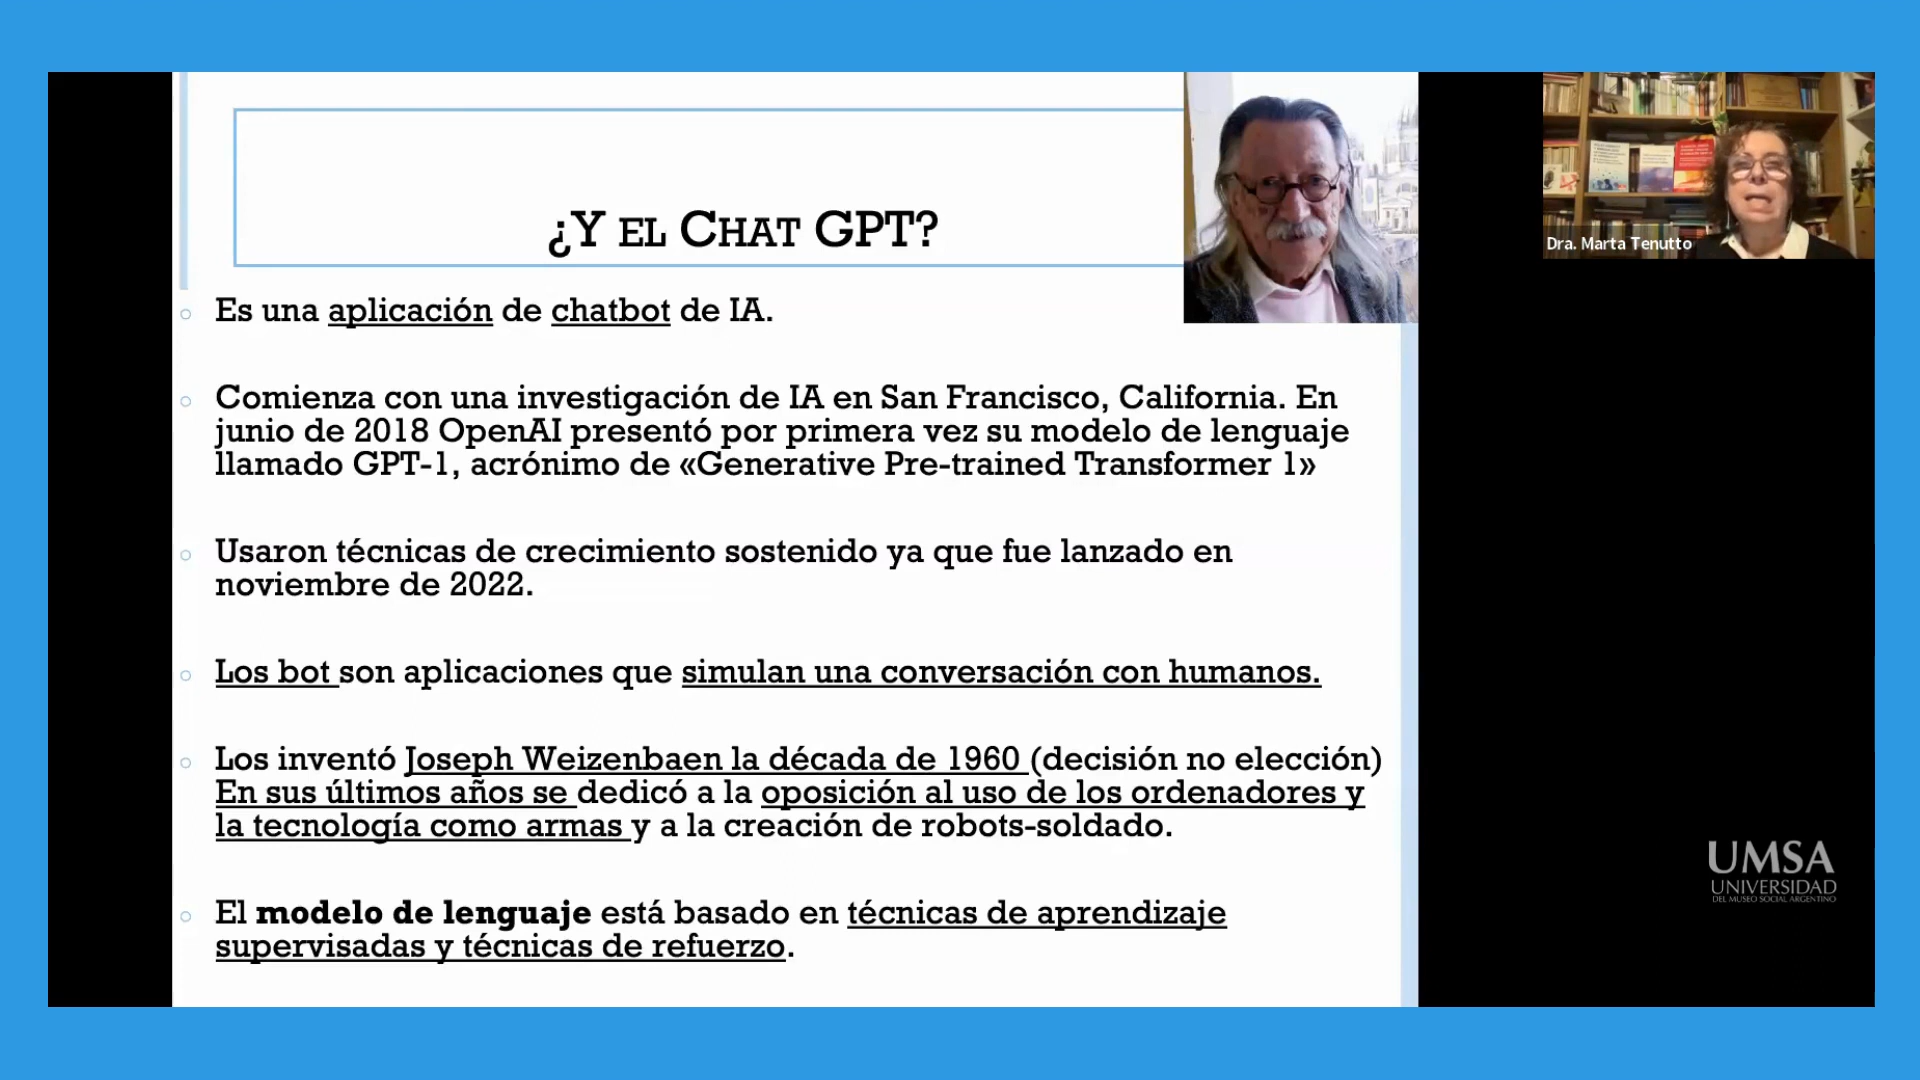 ¿Y EL CHAT GPT?
Es una aplicación de chatbot de IA.
Comienza con una investigación de IA en San Francisco, California. En
junio de 2018 OpenAI presentó por primera vez su modelo de lenguaje
llamado GPT-1, acrónimo de «Generative Pre-trained Transformer 1»
Usaron técnicas de crecimiento sostenido ya que fue lanzado en
noviembre de 2022.
Los bot son aplicaciones que simulan una conversación con humanos.
Los inventó Joseph Weizenbaen la década de 1960 (decisión no elección)
En sus últimos años se dedicó a la oposición al uso de los ordenadores y
la tecnología como armas y a la creación de robots-soldado.
El modelo de lenguaje está basado en técnicas de aprendizaje
supervisadas y técnicas de refuerzo.
Dra. Marta Tenutto
UMSA
UNIVERSIDAD
DEL MUSEO SOCIAL ARGENTINO